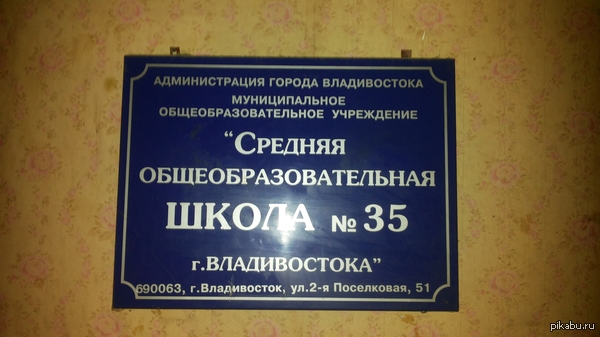 АДМИНИСТРАЦИЯ ГОРОДА ВЛАДИВОСТОКА
МУНИЦИПАЛЬНОЕ
ОБЩЕОБРАЗОВАТЕЛЬНОЕ УЧРЕЖДЕНИЕ
"СРЕДНЯЯ
ОБЩЕОБРАЗОВАТЕЛЬНАЯ
ШКОЛА № 35
г.ВЛАДИВОСТОКА"
690063, г.Владивосток, ул.2-я Поселковая, 51
pikabu.ru